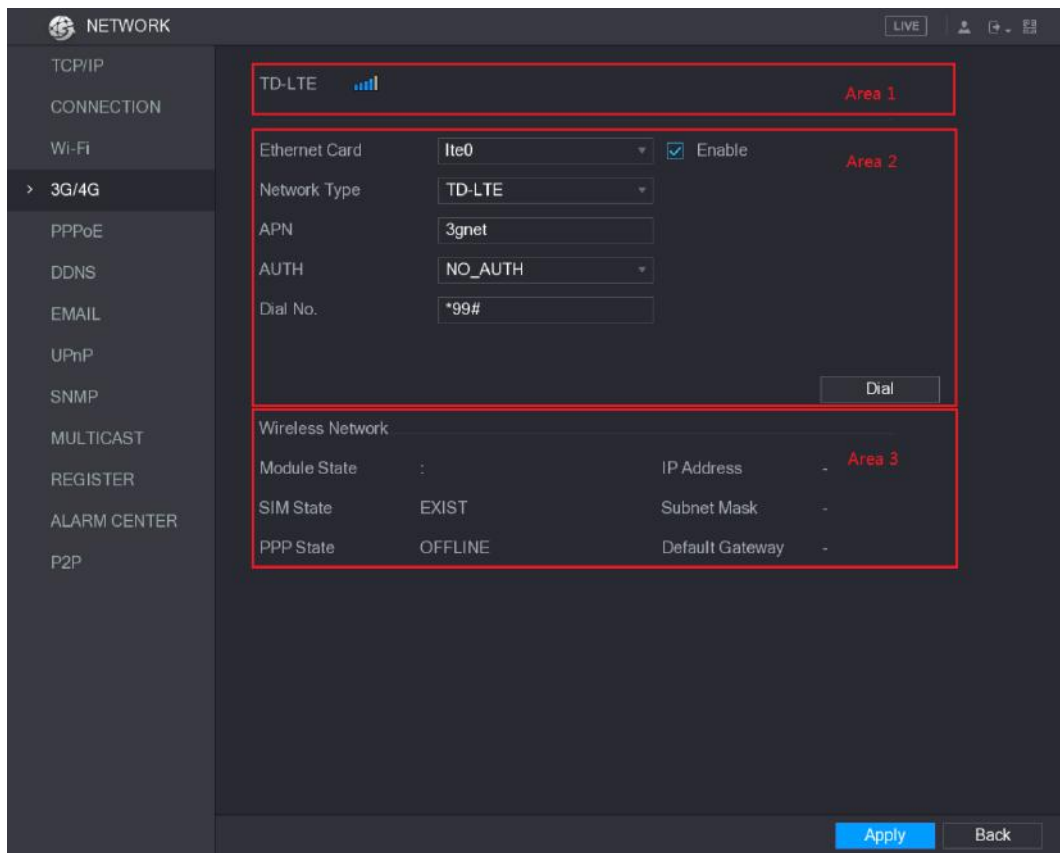 NETWORK
LIVE
TCP/IP
CONNECTION
Wi-Fi
> 3G/4G
PPPoE
DDNS
EMAIL
UPnP
SNMP
MULTICAST
REGISTER
ALARM CENTER
P2P
TD-LTE
Area 1
Ethernet Card lte0 Enable
Area 2
Network Type TD-LTE
APN 3gnet
AUTH NO_AUTH
Dial No. *99#
Dial
Wireless Network
Module State : IP Address - Area 3
SIM State EXIST Subnet Mask -
PPP State OFFLINE Default Gateway -
Apply Back